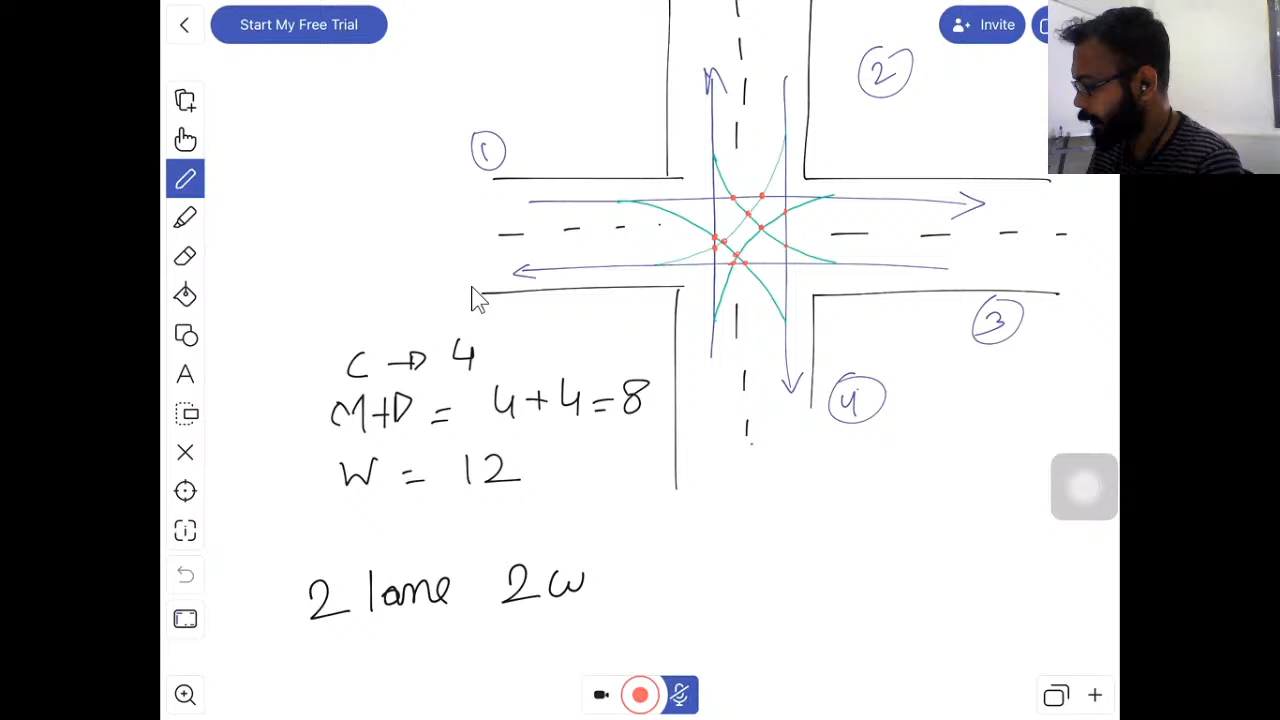 Start My Free Trial
Invite
2
1
3
C → 4
M+D = 4+4=8
4
W = 12
2 lane 2w
A